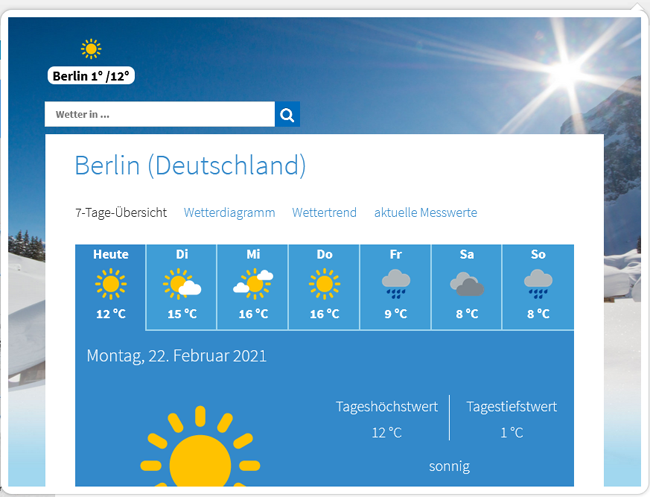 Berlin 1° /12°
Wetter in ...
Berlin (Deutschland)
7-Tage-Übersicht Wetterdiagramm Wettertrend aktuelle Messwerte
Heute Di Mi Do Fr Sa So
12 °C 15 °C 16 °C 16 °C 9 °C 8 °C 8 °C
Montag, 22. Februar 2021
Tageshöchstwert Tagestiefstwert
12 °C 1 °C
sonnig